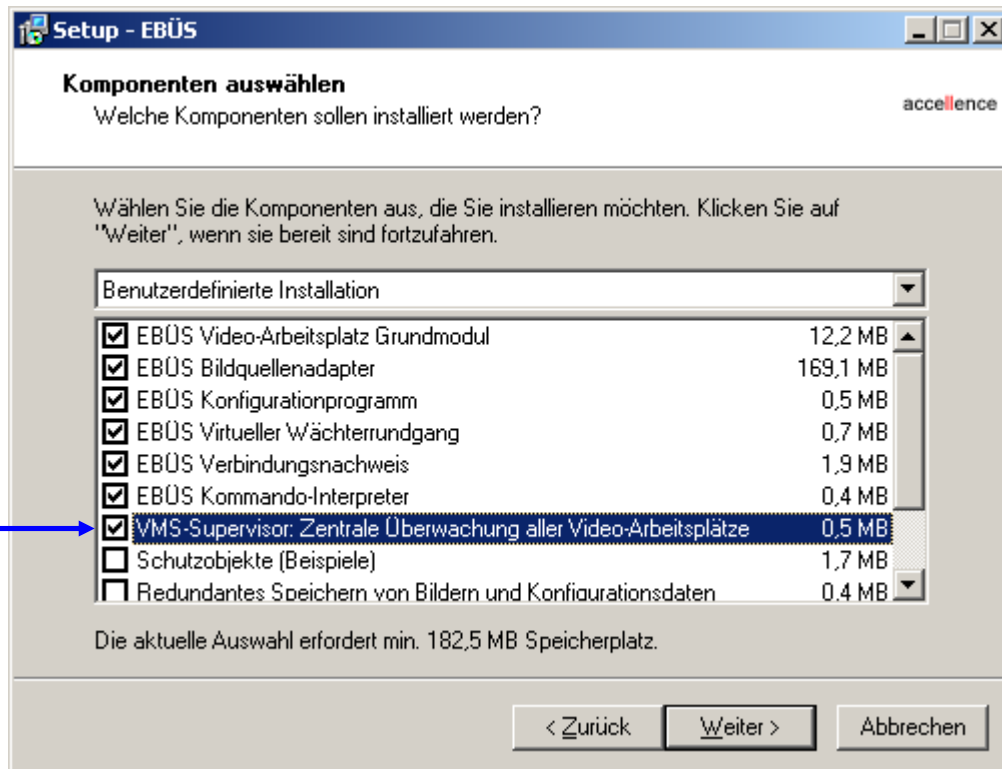 Setup - EBÜS
Komponenten auswählen
Welche Komponenten sollen installiert werden?
accellence
Wählen Sie die Komponenten aus, die Sie installieren möchten. Klicken Sie auf
"Weiter", wenn sie bereit sind fortzufahren.
Benutzerdefinierte Installation
EBÜS Video-Arbeitsplatz Grundmodul 12,2 MB
EBÜS Bildquellenadapter 169,1 MB
EBÜS Konfigurationprogramm 0,5 MB
EBÜS Virtueller Wächterrundgang 0,7 MB
EBÜS Verbindungsnachweis 1,9 MB
EBÜS Kommando-Interpreter 0,4 MB
VMS-Supervisor: Zentrale Überwachung aller Video-Arbeitsplätze 0,5 MB
Schutzobjekte (Beispiele) 1,7 MB
Redundantes Speichern von Bildern und Konfigurationsdaten 0,4 MB
Die aktuelle Auswahl erfordert min. 182,5 MB Speicherplatz.
< Zurück Weiter > Abbrechen